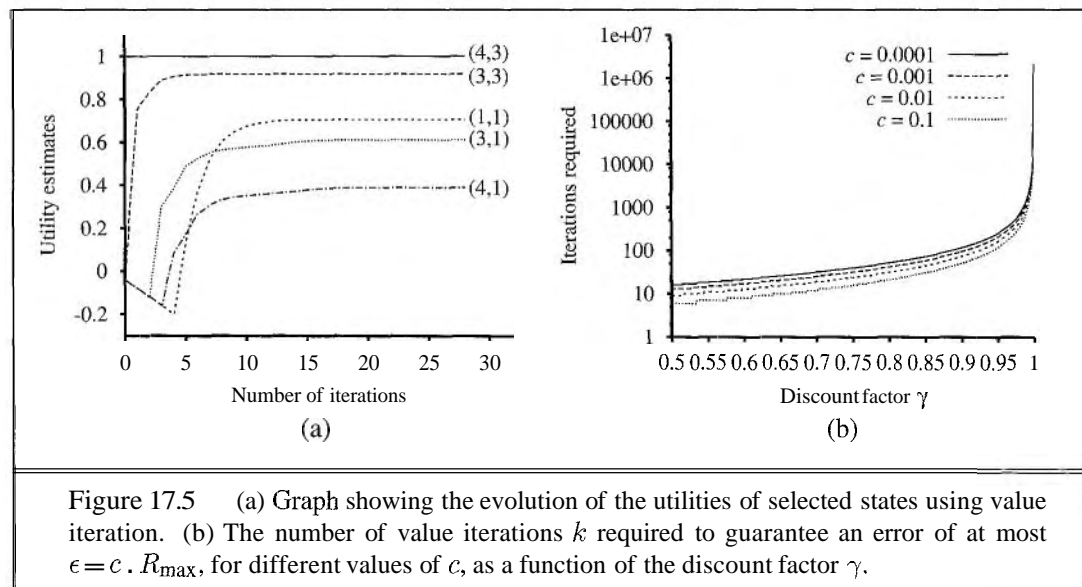 Utility estimates
1
0.8
0.6
0.4
0.2
0
-0.2
(4,3)
(3,3)
(1,1)
(3,1)
(4,1)
0 5 10 15 20 25 30
Number of iterations
(a)
Iterations required
1e+07
1e+06
100000
10000
1000
100
10
1
c = 0.0001
c = 0.001
c = 0.01
c = 0.1
0.5 0.55 0.6 0.65 0.7 0.75 0.8 0.85 0.9 0.95 1
Discount factor γ
(b)
Figure 17.5 (a) Graph showing the evolution of the utilities of selected states using value
iteration. (b) The number of value iterations k required to guarantee an error of at most
ϵ = c . Rmax, for different values of c, as a function of the discount factor γ.